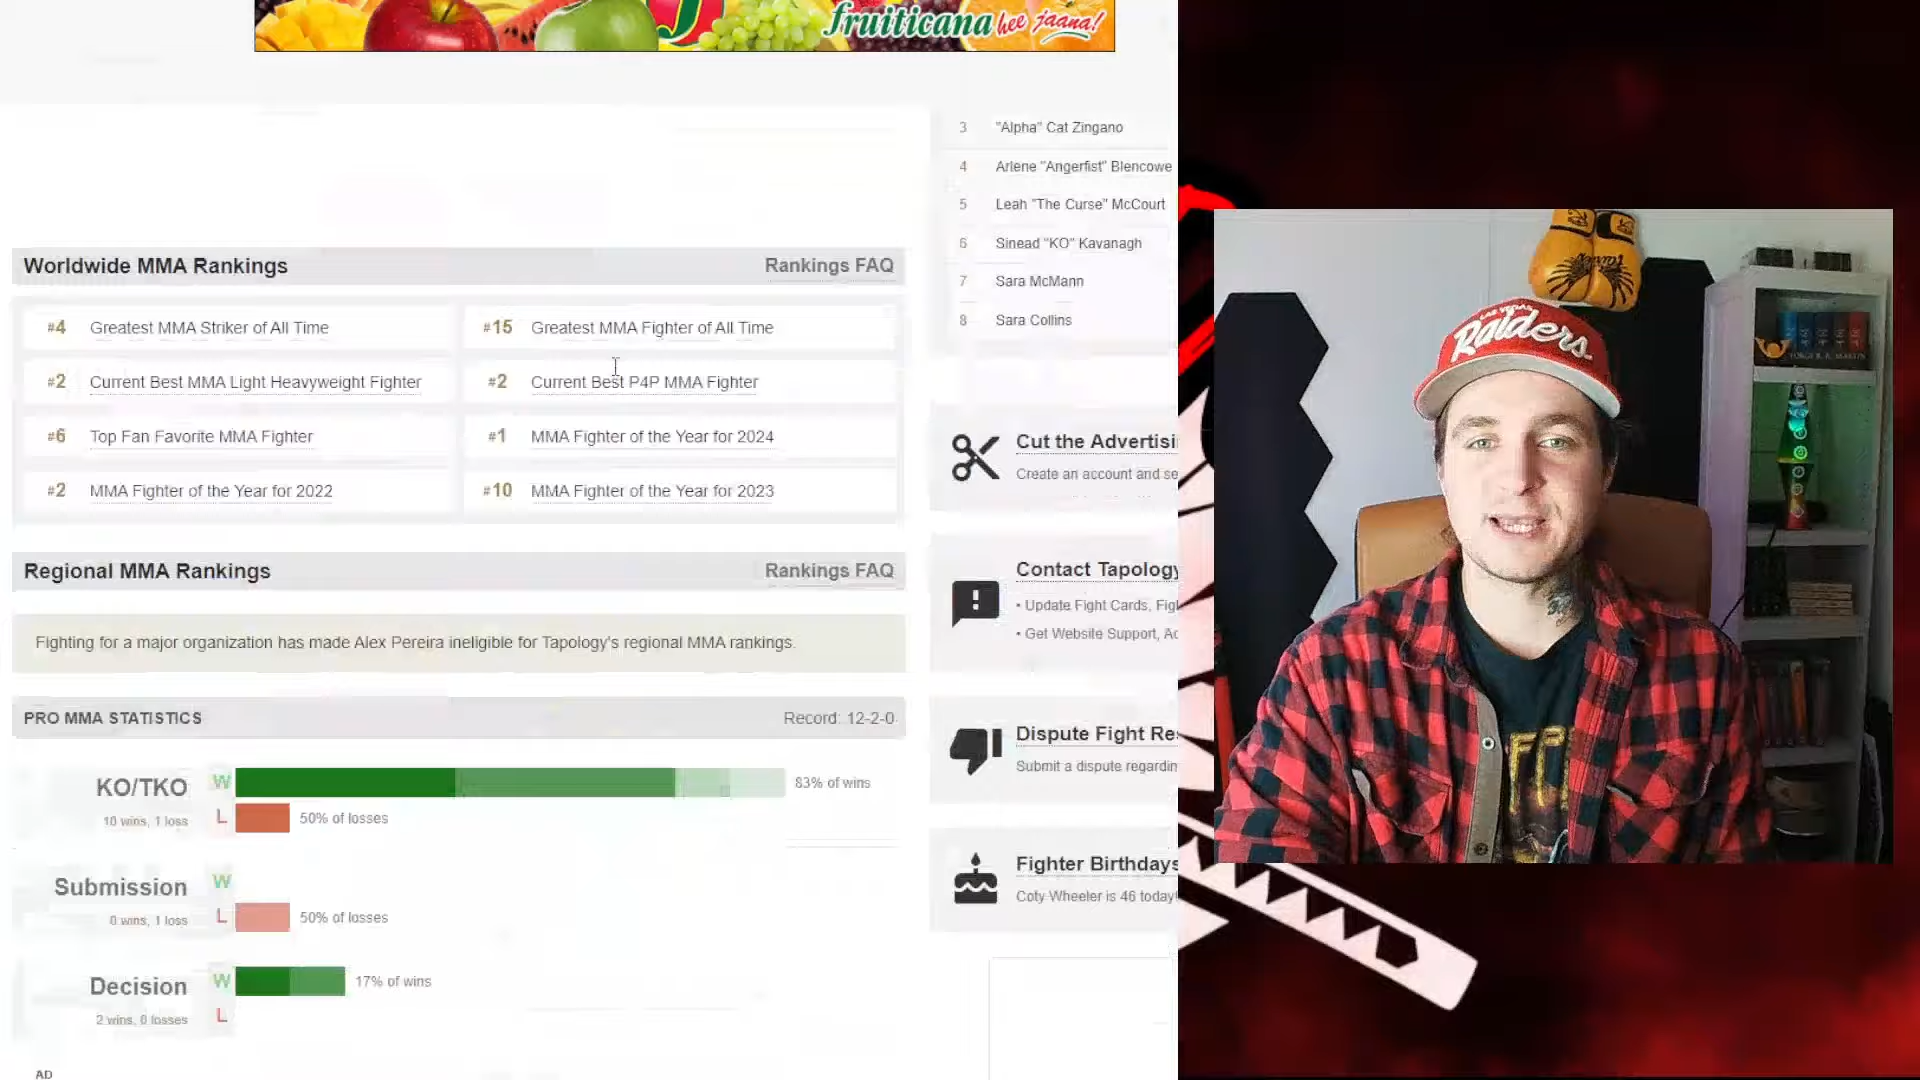 fruiticana hee jaana!
3 "Alpha" Cat Zingano
4 Arlene "Angerfist" Blencowe
5 Leah "The Curse" McCourt
6 Sinead "KO" Kavanagh
7 Sara McMann
8 Sara Collins
Worldwide MMA Rankings Rankings FAQ
#4 Greatest MMA Striker of All Time #15 Greatest MMA Fighter of All Time
#2 Current Best MMA Light Heavyweight Fighter #2 Current Best P4P MMA Fighter
#6 Top Fan Favorite MMA Fighter #1 MMA Fighter of the Year for 2024
#2 MMA Fighter of the Year for 2022 #10 MMA Fighter of the Year for 2023
Regional MMA Rankings Rankings FAQ
Fighting for a major organization has made Alex Pereira ineligible for Tapology's regional MMA rankings.
PRO MMA STATISTICS Record: 12-2-0
KO/TKO W 83% of wins
10 wins, 1 loss L 50% of losses
Submission W
0 wins, 1 loss L 50% of losses
Decision W 17% of wins
2 wins, 0 losses L
AD
Cut the Advertisi
Create an account and se
Contact Tapology
• Update Fight Cards, Figh
• Get Website Support, Ac
Dispute Fight Re
Submit a dispute regardin
Fighter Birthdays
Coty Wheeler is 46 today
LAS VEGAS
Raiders